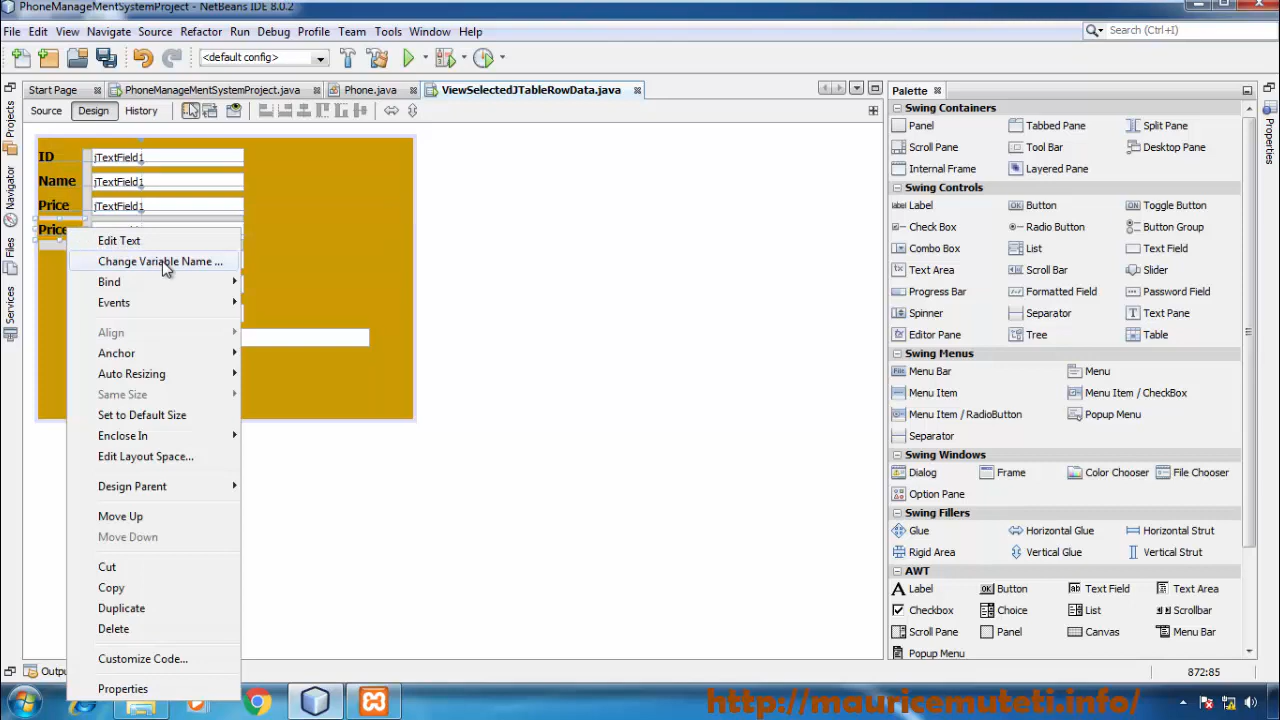 PhoneManageMentSystemProject - NetBeans IDE 8.0.2
File Edit View Navigate Source Refactor Run Debug Profile Team Tools Window Help
Search (Ctrl+I)
<default config>
Start Page PhoneManageMentSystemProject.java Phone.java ViewSelectedJTableRowData.java
Source Design History
Projects
Navigator
Files
Services
ID jTextField1
Name jTextField1
Price jTextField1
Price
Edit Text
Change Variable Name ...
Bind
Events
Align
Anchor
Auto Resizing
Same Size
Set to Default Size
Enclose In
Edit Layout Space...
Design Parent
Move Up
Move Down
Cut
Copy
Duplicate
Delete
Customize Code...
Properties
Outpu
Palette
Swing Containers
Panel Tabbed Pane Split Pane
Scroll Pane Tool Bar Desktop Pane
Internal Frame Layered Pane
Swing Controls
label Label OK Button Toggle Button
Check Box Radio Button Button Group
Combo Box List Text Field
Text Area Scroll Bar Slider
Progress Bar Formatted Field Password Field
Spinner Separator Text Pane
Editor Pane Tree Table
Swing Menus
Menu Bar Menu
Menu Item Menu Item / CheckBox
Menu Item / RadioButton Popup Menu
Separator
Swing Windows
Dialog Frame Color Chooser File Chooser
Option Pane
Swing Fillers
Glue Horizontal Glue Horizontal Strut
Rigid Area Vertical Glue Vertical Strut
AWT
Label Button Text Field Text Area
Checkbox Choice List Scrollbar
Scroll Pane Panel Canvas Menu Bar
Popup Menu
Properties
872:85
http://mauricemuteti.info/